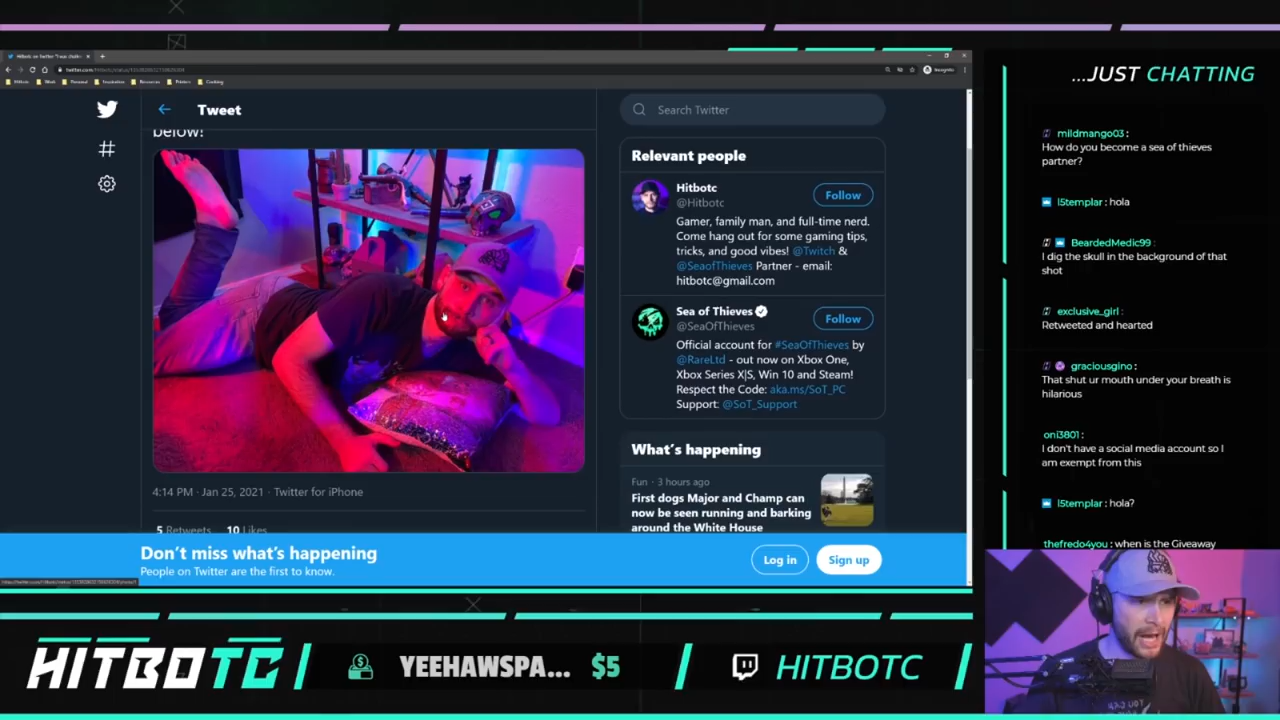 ...JUST CHATTING
Tweet
Search Twitter
below!
Relevant people
Hitbotc
@Hitbotc
Follow
Gamer, family man, and full-time nerd.
Come hang out for some gaming tips,
tricks, and good vibes! @Twitch &
@SeaofThieves Partner - email:
hitbotc@gmail.com
Sea of Thieves
@SeaOfThieves
Follow
Official account for #SeaOfThieves by
@RareLtd - out now on Xbox One,
Xbox Series X|S, Win 10 and Steam!
Respect the Code: aka.ms/SoT_PC
Support: @SoT_Support
What's happening
Fun · 3 hours ago
First dogs Major and Champ can
now be seen running and barking
around the White House
4:14 PM · Jan 25, 2021 · Twitter for iPhone
5 Retweets 10 Likes
Don't miss what's happening
People on Twitter are the first to know.
Log in
Sign up
mildmango03 :
How do you become a sea of thieves
partner?
l5templar : hola
BeardedMedic99 :
I dig the skull in the background of that
shot
exclusive_girl :
Retweeted and hearted
graciousgino :
That shut ur mouth under your breath is
hilarious
oni3801 :
I don't have a social media account so I
am exempt from this
l5templar : hola?
thefredo4you : when is the Giveaway
HITBOTC
YEEHAWSPA... $5
HITBOTC